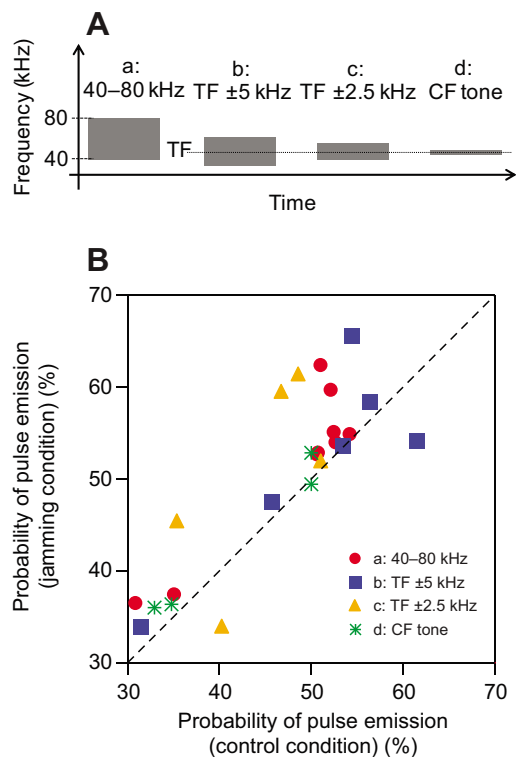 A
a:
b:
c:
d:
40–80 kHz
TF ±5 kHz
TF ±2.5 kHz
CF tone
Frequency (kHz)
80
TF
40
Time
B
70
60
50
40
30
Probability of pulse emission
(jamming condition) (%)
a: 40–80 kHz
b: TF ±5 kHz
c: TF ±2.5 kHz
d: CF tone
30
40
50
60
70
Probability of pulse emission
(control condition) (%)